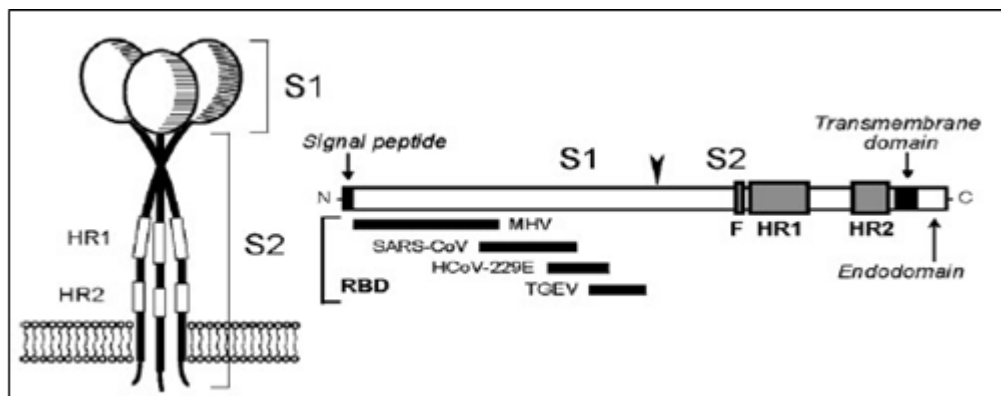 S1
S2
HR1
HR2
Signal peptide
S1
S2
Transmembrane
domain
N
C
F
HR1
HR2
MHV
SARS-CoV
HCoV-229E
TGEV
RBD
Endodomain